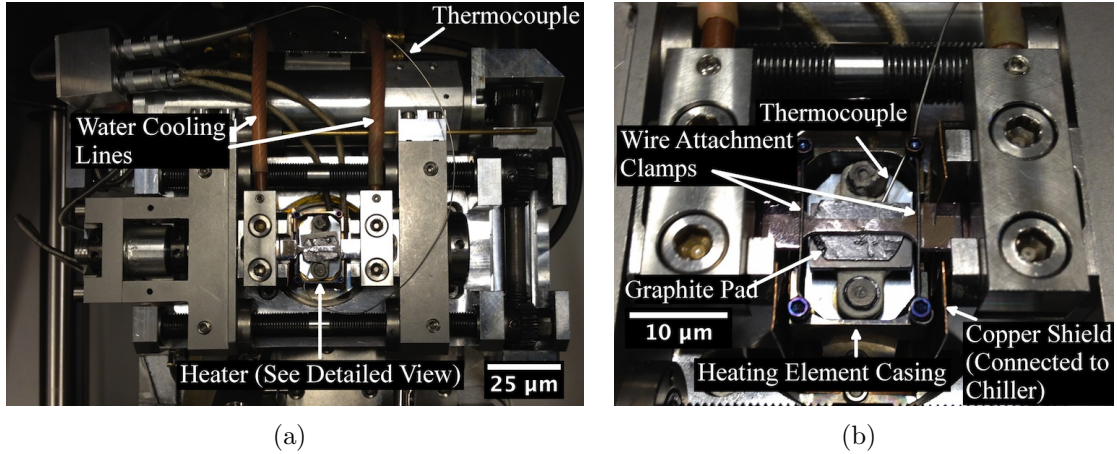 Thermocouple
Water Cooling
Lines
Heater (See Detailed View)
25 μm
(a)
Thermocouple
Wire Attachment
Clamps
Graphite Pad
10 μm
Heating Element Casing
Copper Shield
(Connected to
Chiller)
(b)